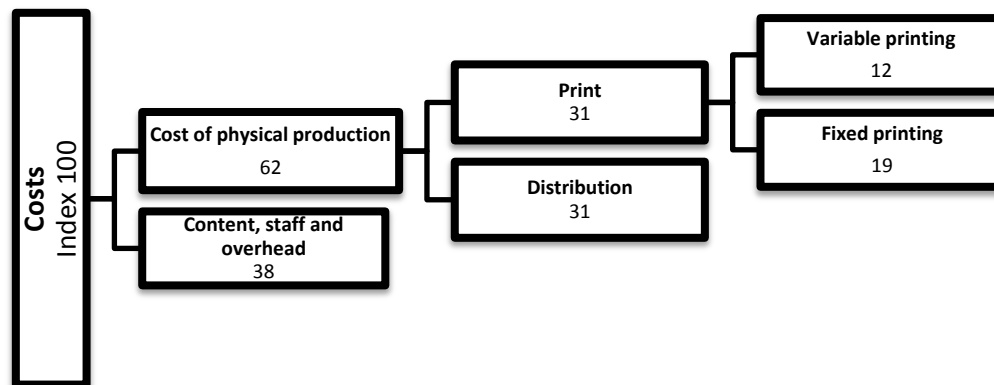 Costs
Index 100
Cost of physical production
62
Content, staff and
overhead
38
Print
31
Distribution
31
Variable printing
12
Fixed printing
19